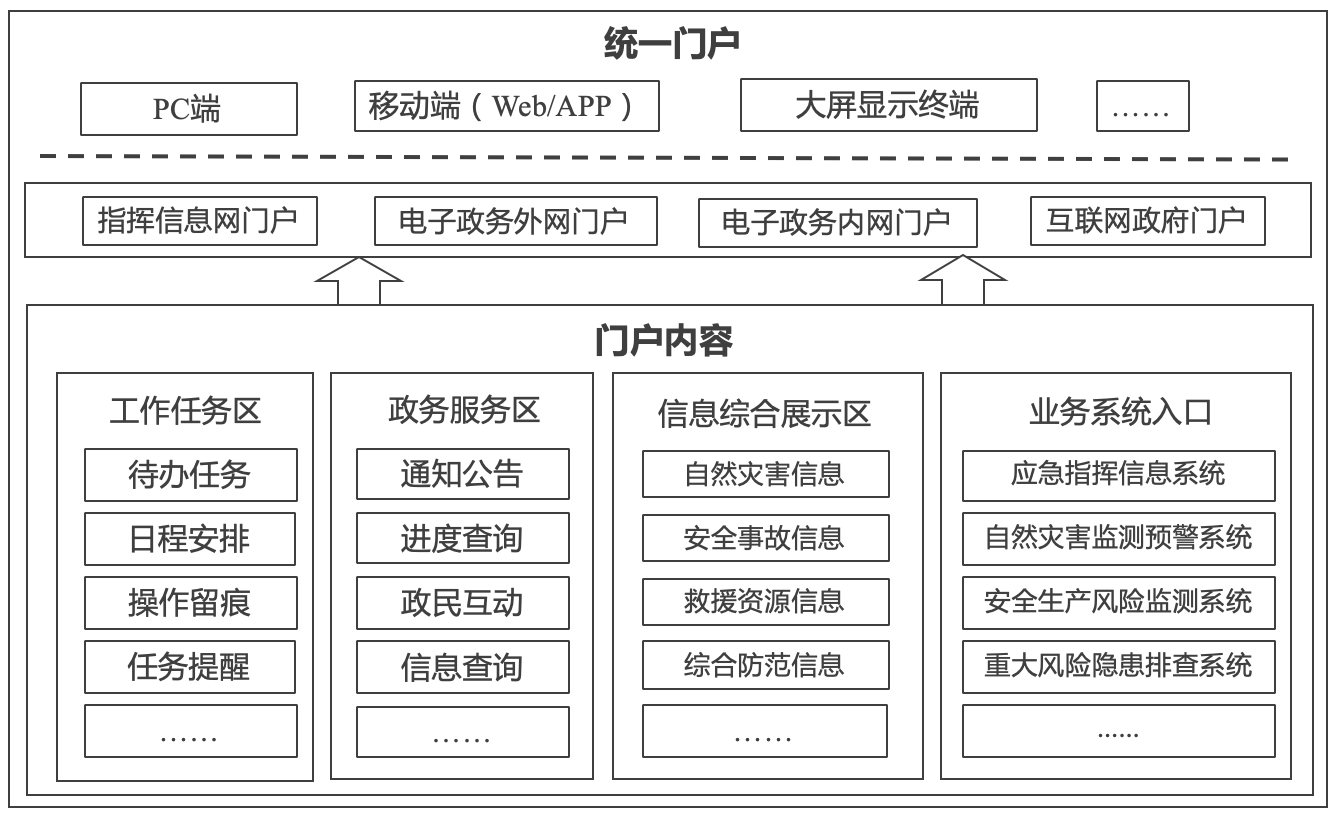 统一门户
PC端
移动端（Web/APP）
大屏显示终端
……
指挥信息网门户
电子政务外网门户
电子政务内网门户
互联网政府门户
门户内容
工作任务区
待办任务
日程安排
操作留痕
任务提醒
……
政务服务区
通知公告
进度查询
政民互动
信息查询
……
信息综合展示区
自然灾害信息
安全事故信息
救援资源信息
综合防范信息
……
业务系统入口
应急指挥信息系统
自然灾害监测预警系统
安全生产风险监测系统
重大风险隐患排查系统
······